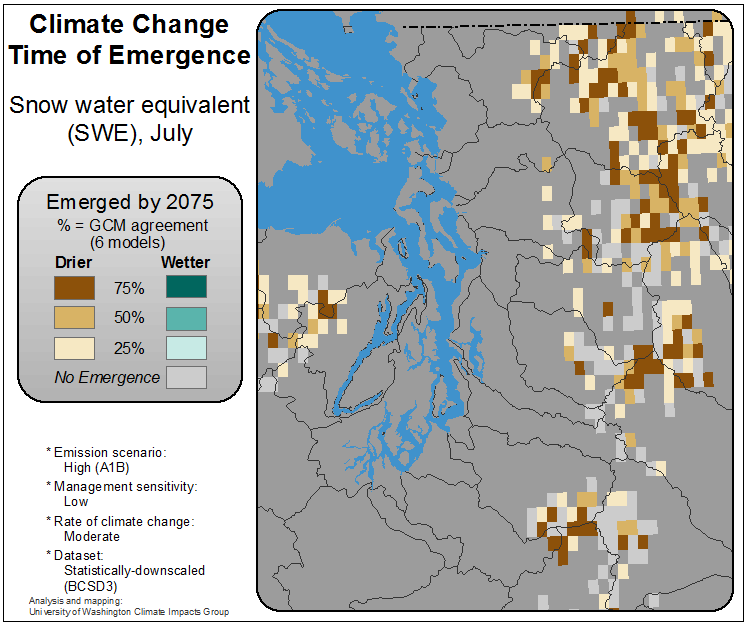 Climate Change
Time of Emergence
Snow water equivalent
(SWE), July
Emerged by 2075
% = GCM agreement
(6 models)
Drier Wetter
75%
50%
25%
No Emergence
* Emission scenario:
High (A1B)
* Management sensitivity:
Low
* Rate of climate change:
Moderate
* Dataset:
Statistically-downscaled
(BCSD3)
Analysis and mapping:
University of Washington Climate Impacts Group